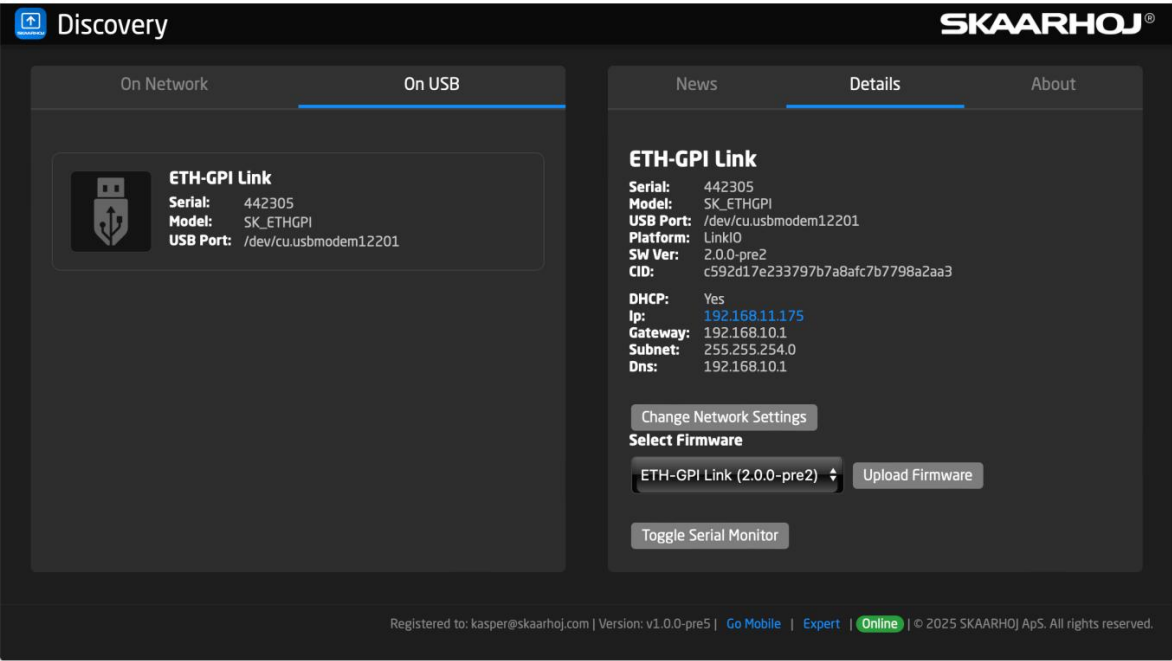 Discovery
SKAARHOJ®
On Network
On USB
ETH-GPI Link
Serial: 442305
Model: SK_ETHGPI
USB Port: /dev/cu.usbmodem12201
News
Details
About
ETH-GPI Link
Serial: 442305
Model: SK_ETHGPI
USB Port: /dev/cu.usbmodem12201
Platform: LinkIO
SW Ver: 2.0.0-pre2
CID: c592d17e233797b7a8afc7b7798a2aa3
DHCP: Yes
Ip: 192.168.11.175
Gateway: 192.168.10.1
Subnet: 255.255.254.0
Dns: 192.168.10.1
Change Network Settings
Select Firmware
ETH-GPI Link (2.0.0-pre2)
Upload Firmware
Toggle Serial Monitor
Registered to: kasper@skaarhoj.com | Version: v1.0.0-pre5 | Go Mobile | Expert | Online | © 2025 SKAARHOJ ApS. All rights reserved.